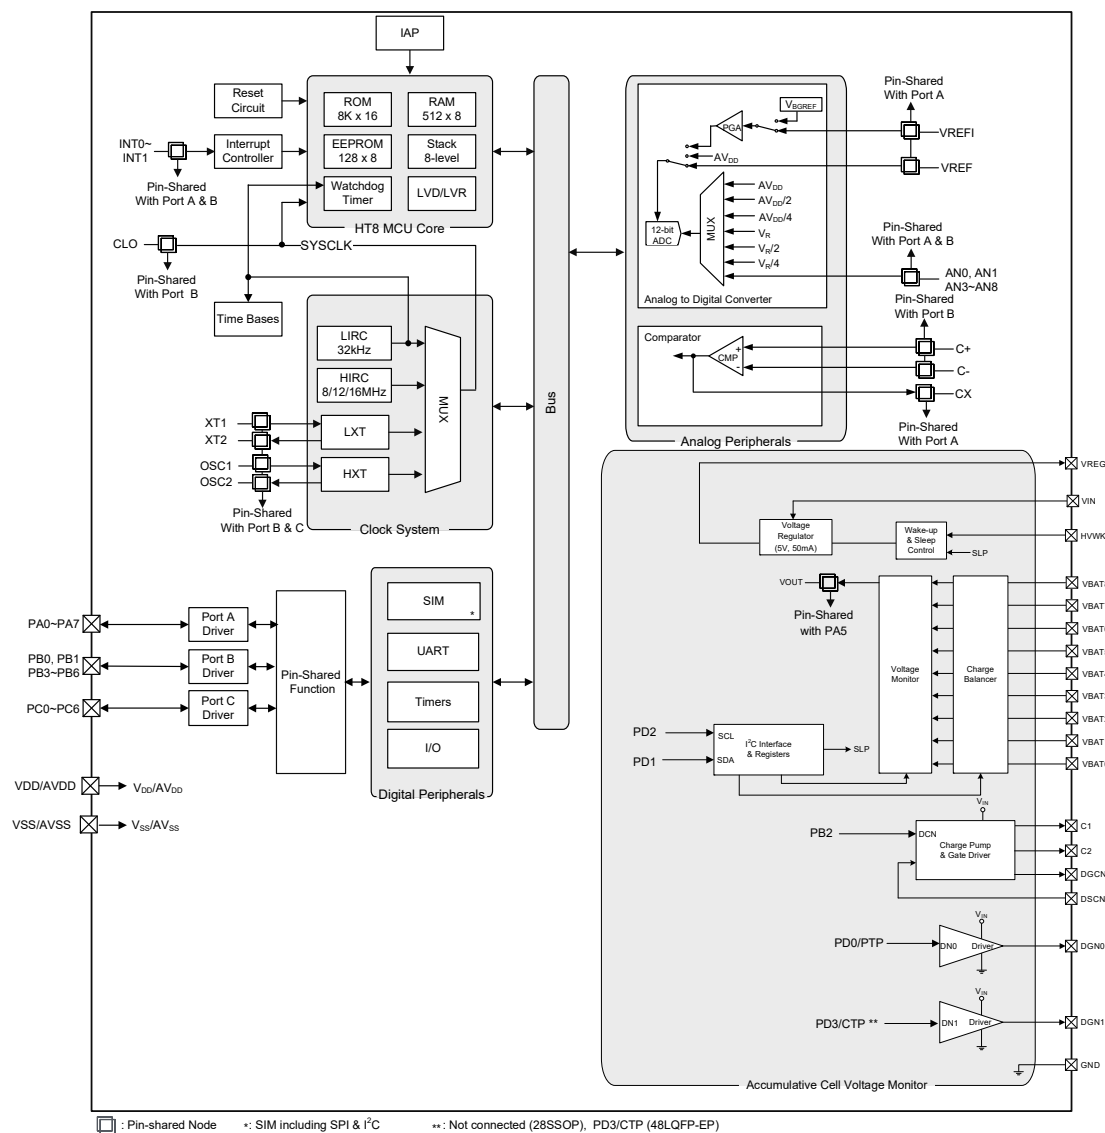 IAP
Reset
Circuit
ROM
8K x 16
RAM
512 x 8
INT0~
INT1
Interrupt
Controller
EEPROM
128 x 8
Stack
8-level
Pin-Shared
With Port A & B
Watchdog
Timer
LVD/LVR
HT8 MCU Core
CLO
SYSCLK
Pin-Shared
With Port B
Time Bases
LIRC
32kHz
HIRC
8/12/16MHz
MUX
XT1
XT2
LXT
OSC1
OSC2
HXT
Pin-Shared
With Port B & C
Clock System
Bus
Pin-Shared
With Port A
VBGREF
PGA
VREFI
AVDD
VREF
AVDD
AVDD/2
AVDD/4
VR
VR/2
VR/4
MUX
12-bit
ADC
Pin-Shared
With Port A & B
AN0, AN1
AN3~AN8
Analog to Digital Converter
Pin-Shared
With Port B
Comparator
+
-
CMP
C+
C-
CX
Pin-Shared
With Port A
Analog Peripherals
VREG
VIN
Voltage
Regulator
(5V, 50mA)
Wake-up
& Sleep
Control
HVWK
SLP
VOUT
Pin-Shared
with PA5
Voltage
Monitor
Charge
Balancer
PD2
PD1
SCL
SDA
I²C Interface
& Registers
SLP
VIN
PB2
DCN
Charge Pump
& Gate Driver
C1
C2
DGCN
DSCN
VIN
PD0/PTP
DN0
Driver
DGN0
VIN
PD3/CTP **
DN1
Driver
DGN1
GND
Accumulative Cell Voltage Monitor
PA0~PA7
Port A
Driver
PB0, PB1
PB3~PB6
Port B
Driver
PC0~PC6
Port C
Driver
Pin-Shared
Function
SIM
*
UART
Timers
I/O
Digital Peripherals
VDD/AVDD
VDD/AVDD
VSS/AVSS
VSS/AVSS
: Pin-shared Node *: SIM including SPI & I²C **: Not connected (28SSOP), PD3/CTP (48LQFP-EP)